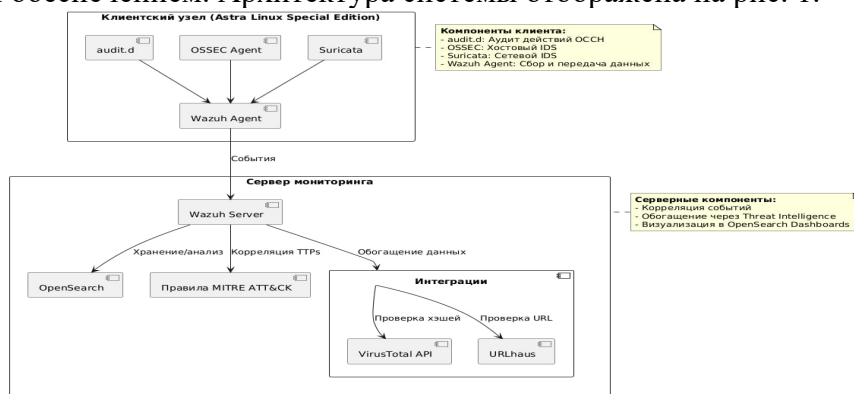 обеспечением. Архитектура системы отображена на рис. 1.
Клиентский узел (Astra Linux Special Edition)
audit.d
OSSEC Agent
Suricata
Wazuh Agent
Компоненты клиента:
- audit.d: Аудит действий ОССН
- OSSEC: Хостовый IDS
- Suricata: Сетевой IDS
- Wazuh Agent: Сбор и передача данных
События
Сервер мониторинга
Wazuh Server
Серверные компоненты:
- Корреляция событий
- Обогащение через Threat Intelligence
- Визуализация в OpenSearch Dashboards
Хранение/анализ
Корреляция TTPs
Обогащение данных
OpenSearch
Правила MITRE ATT&CK
Интеграции
Проверка хэшей
Проверка URL
VirusTotal API
URLhaus